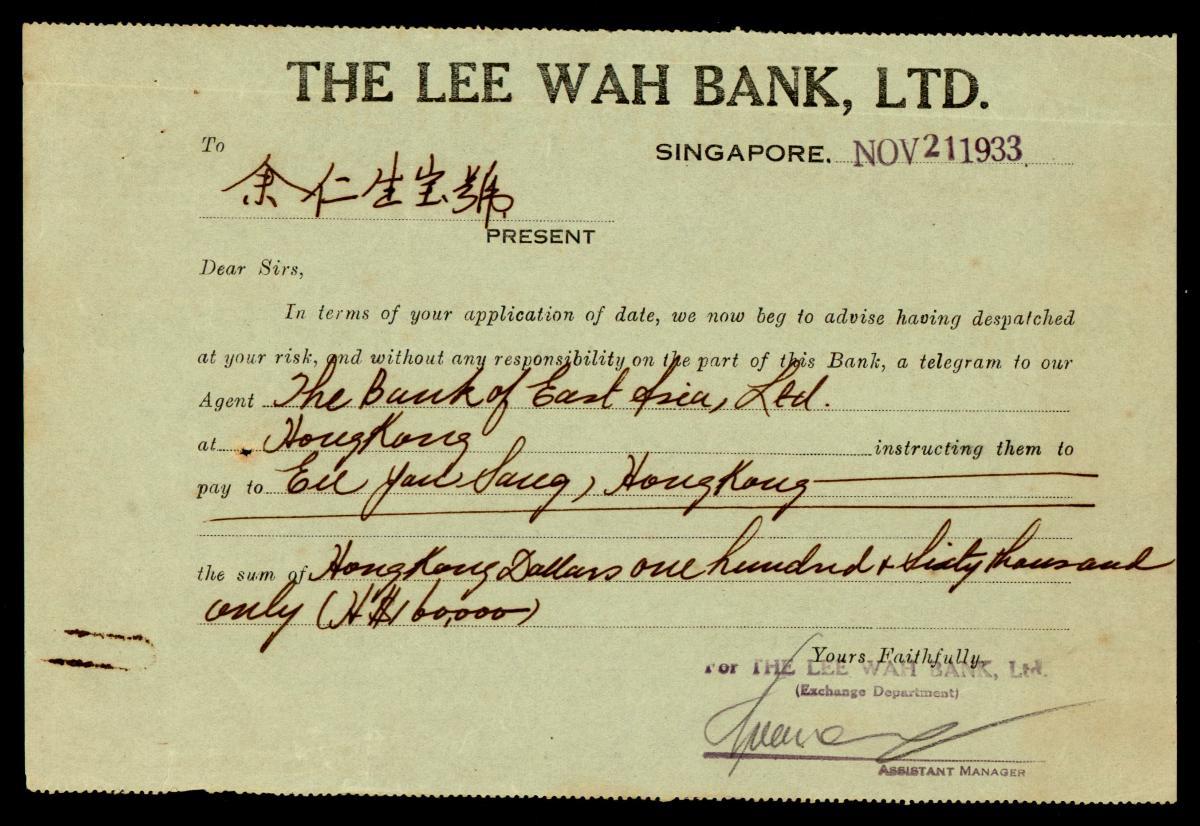 THE LEE WAH BANK, LTD.
To
SINGAPORE, NOV 21 1933
余仁生宝號
PRESENT
Dear Sirs,
In terms of your application of date, we now beg to advise having despatched
at your risk, and without any responsibility on the part of this Bank, a telegram to our
Agent The Bank of East Asia, Ltd.
at HongKong instructing them to
pay to Eu Yan Sang, HongKong
the sum of HongKong Dollars one hundred & Sixty thousand
only (H$160,000)
Yours Faithfully,
For THE LEE WAH BANK, Ltd.
(Exchange Department)
ASSISTANT MANAGER